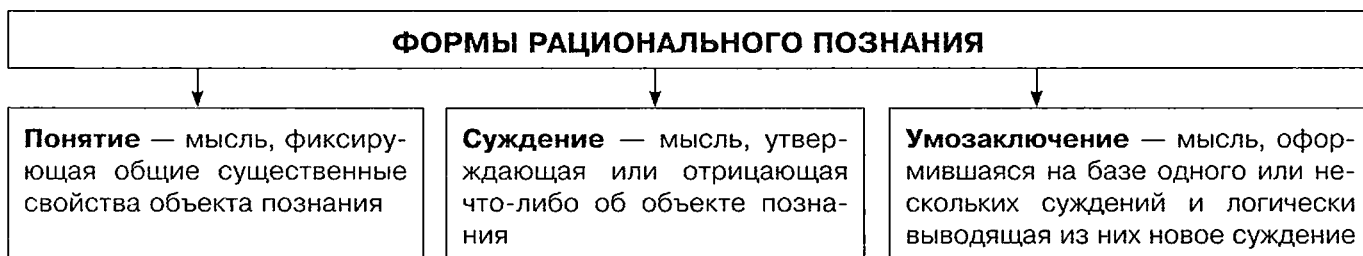 ФОРМЫ РАЦИОНАЛЬНОГО ПОЗНАНИЯ
Понятие — мысль, фиксиру-
ющая общие существенные
свойства объекта познания
Суждение — мысль, утвер-
ждающая или отрицающая
что-либо об объекте позна-
ния
Умозаключение — мысль, офор-
мившаяся на базе одного или не-
скольких суждений и логически
выводящая из них новое суждение